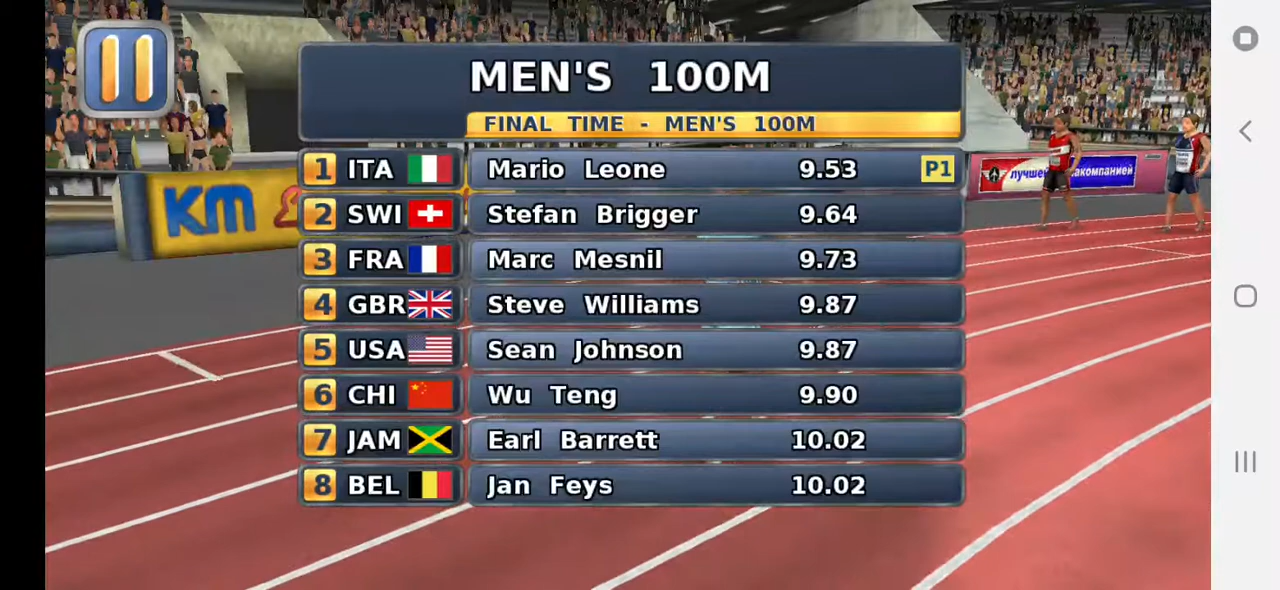 MEN'S 100M
FINAL TIME - MEN'S 100M
1 ITA Mario Leone 9.53 P1
2 SWI Stefan Brigger 9.64
3 FRA Marc Mesnil 9.73
4 GBR Steve Williams 9.87
5 USA Sean Johnson 9.87
6 CHI Wu Teng 9.90
7 JAM Earl Barrett 10.02
8 BEL Jan Feys 10.02
KM
лучшей